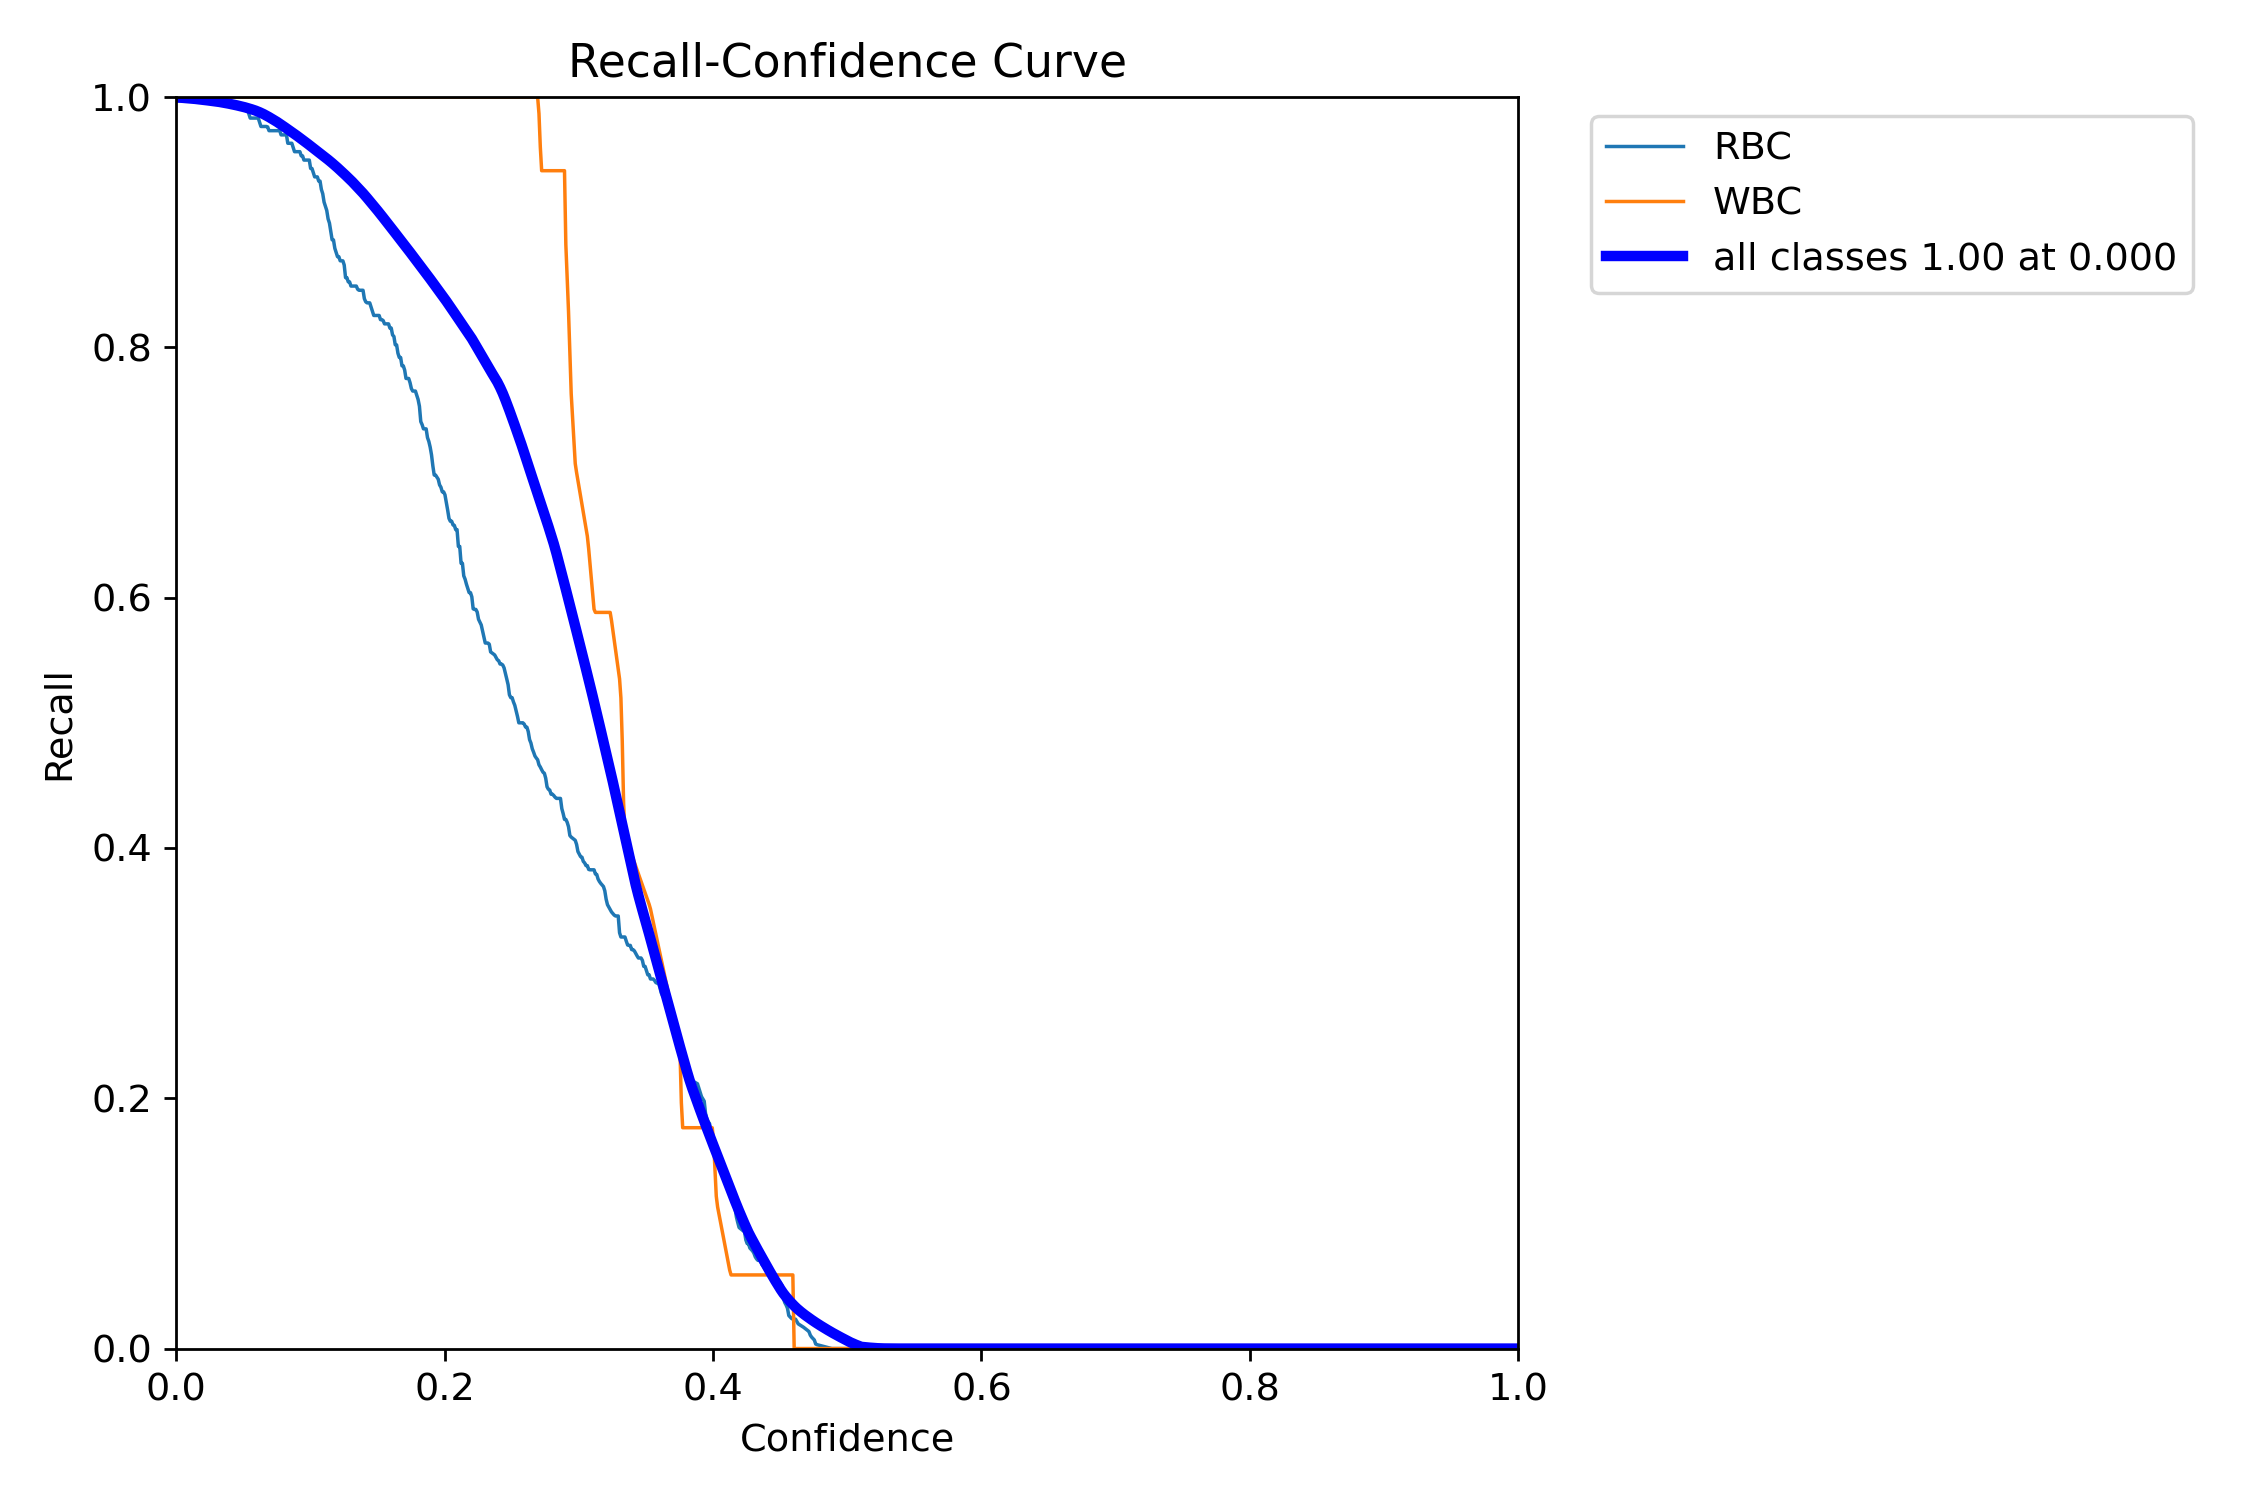 Recall-Confidence Curve
1.0
0.8
0.6
0.4
0.2
0.0
Recall
0.0 0.2 0.4 0.6 0.8 1.0
Confidence
RBC
WBC
all classes 1.00 at 0.000